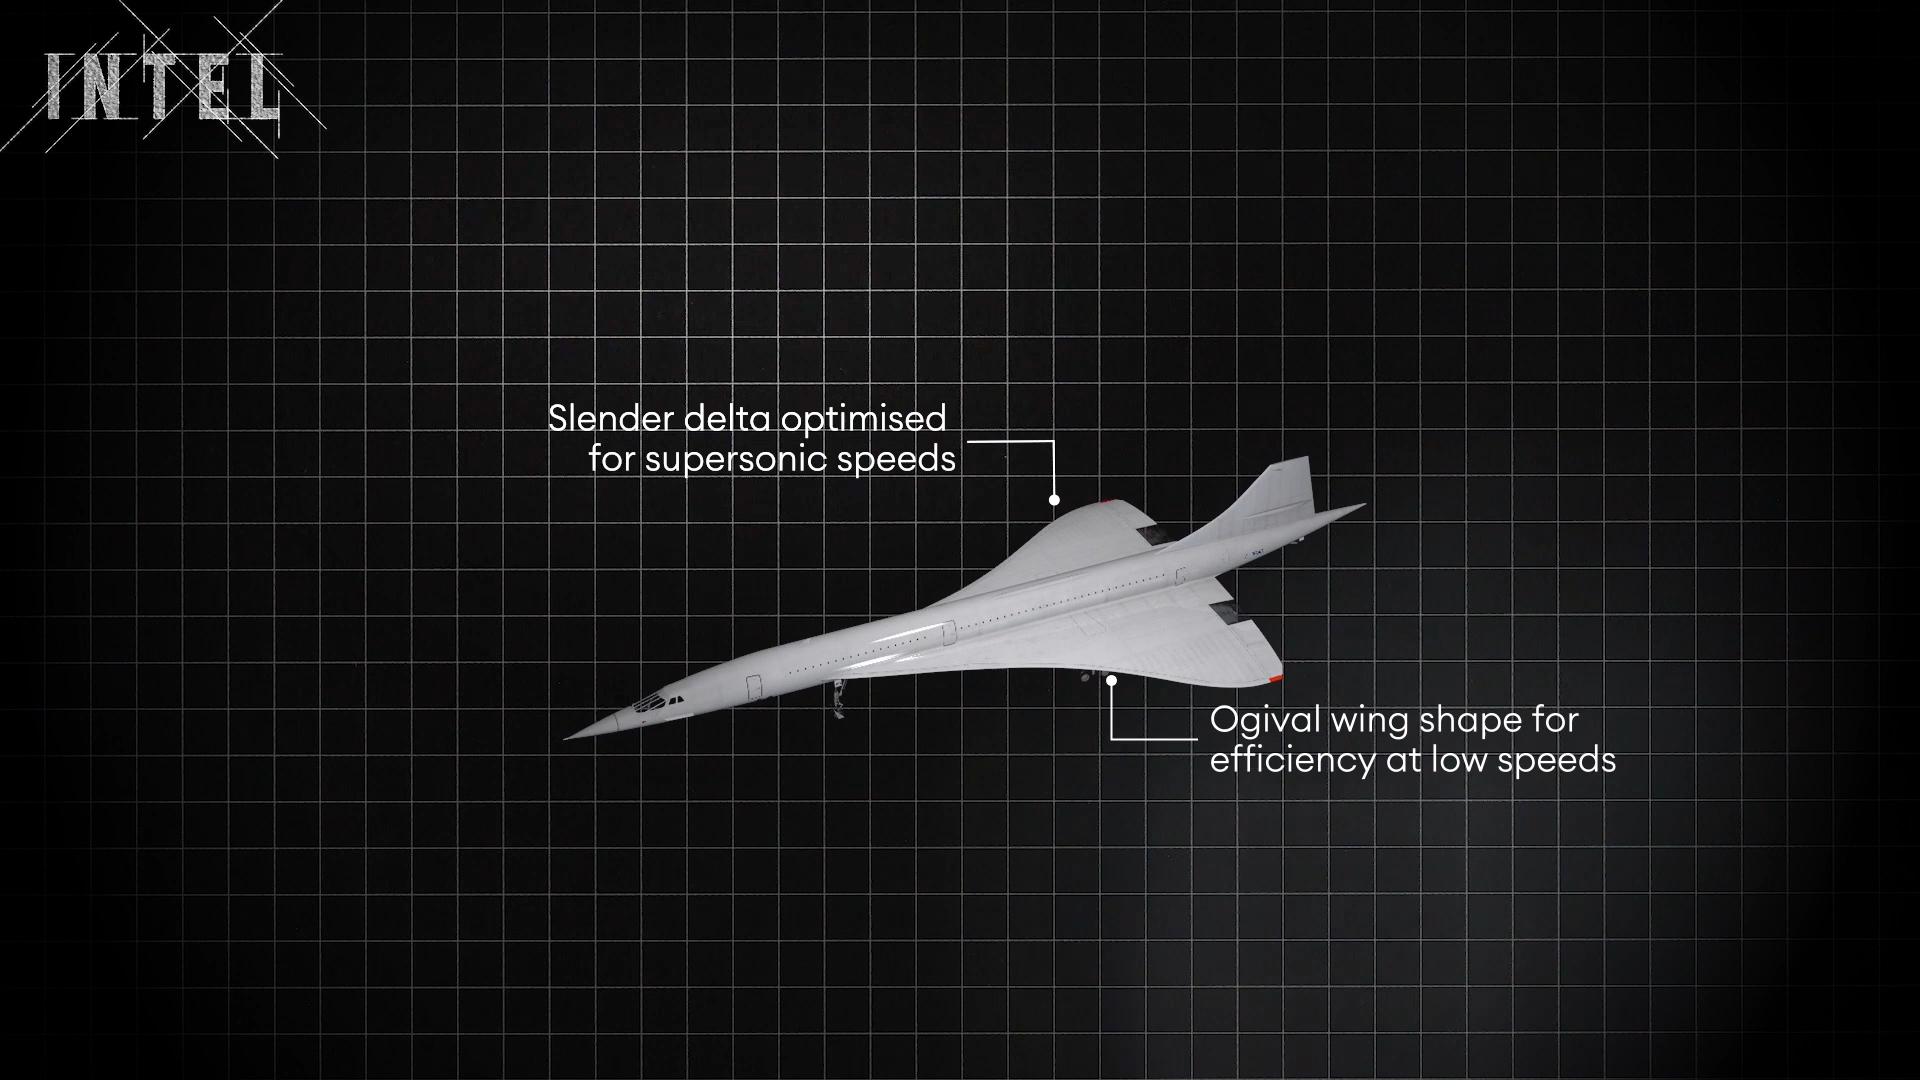 INTEL
Slender delta optimised
for supersonic speeds
Ogival wing shape for
efficiency at low speeds